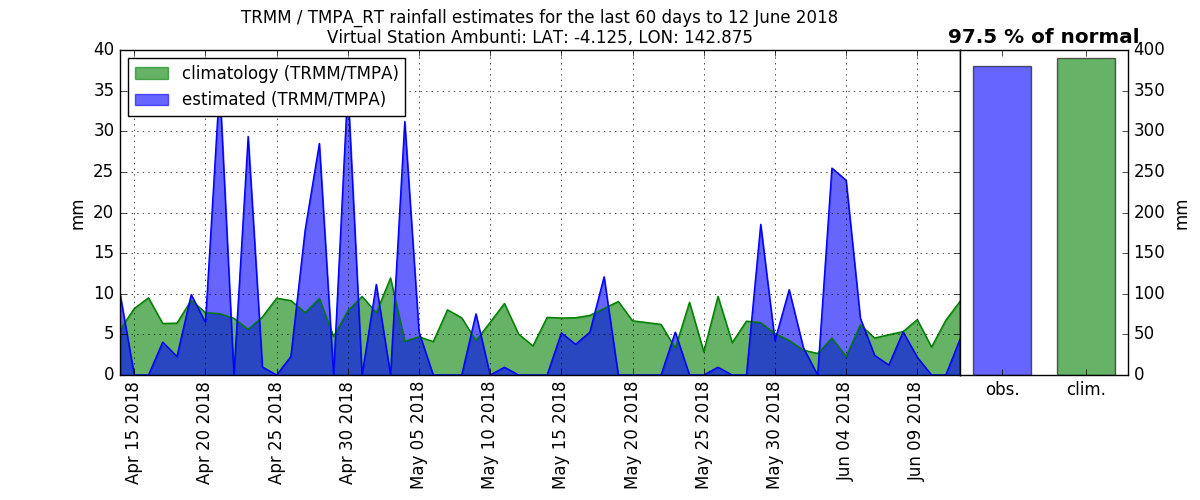 TRMM / TMPA_RT rainfall estimates for the last 60 days to 12 June 2018
Virtual Station Ambunti: LAT: -4.125, LON: 142.875
97.5 % of normal
climatology (TRMM/TMPA)
estimated (TRMM/TMPA)
40
35
30
25
20
15
10
5
0
mm
Apr 15 2018
Apr 20 2018
Apr 25 2018
Apr 30 2018
May 05 2018
May 10 2018
May 15 2018
May 20 2018
May 25 2018
May 30 2018
Jun 04 2018
Jun 09 2018
obs.
clim.
400
350
300
250
200
150
100
50
0
mm